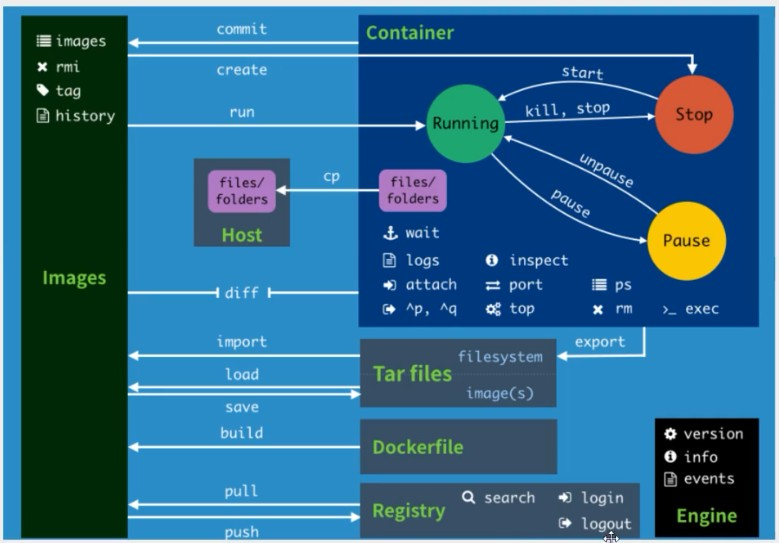 images
rmi
tag
history
Images
commit
create
run
cp
files/
folders
Host
diff
import
load
save
build
pull
push
Container
start
kill, stop
Running
Stop
unpause
pause
Pause
files/
folders
wait
logs
inspect
attach
port
ps
^p, ^q
top
rm
>_ exec
export
Tar files
filesystem
image(s)
Dockerfile
Registry
search
login
logout
version
info
events
Engine